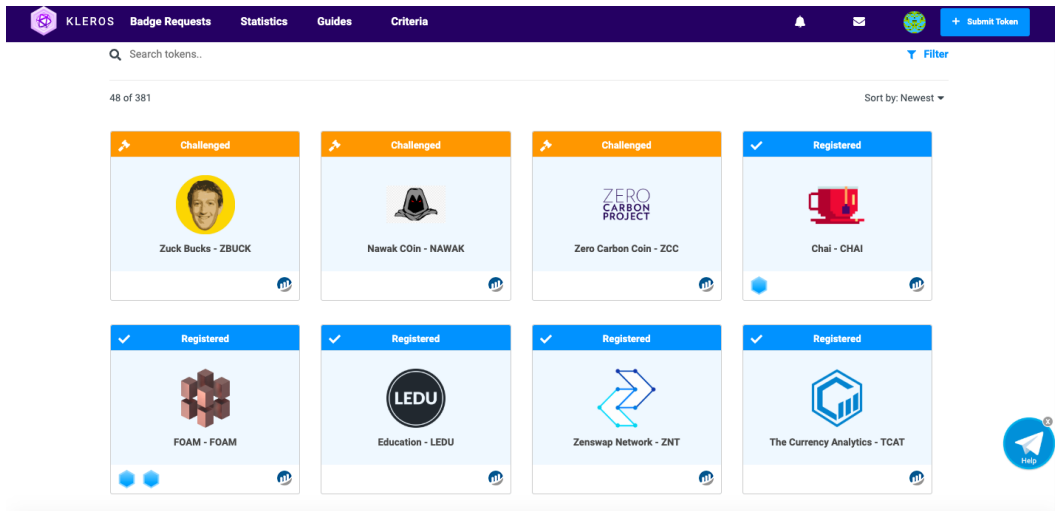 KLEROS Badge Requests Statistics Guides Criteria + Submit Token
Search tokens.. Filter
48 of 381 Sort by: Newest
Challenged Challenged Challenged Registered
ZERO
CARBON
PROJECT
Zuck Bucks - ZBUCK Nawak COin - NAWAK Zero Carbon Coin - ZCC Chai - CHAI
Registered Registered Registered Registered
LEDU
FOAM - FOAM Education - LEDU Zenswap Network - ZNT The Currency Analytics - TCAT
X
Help